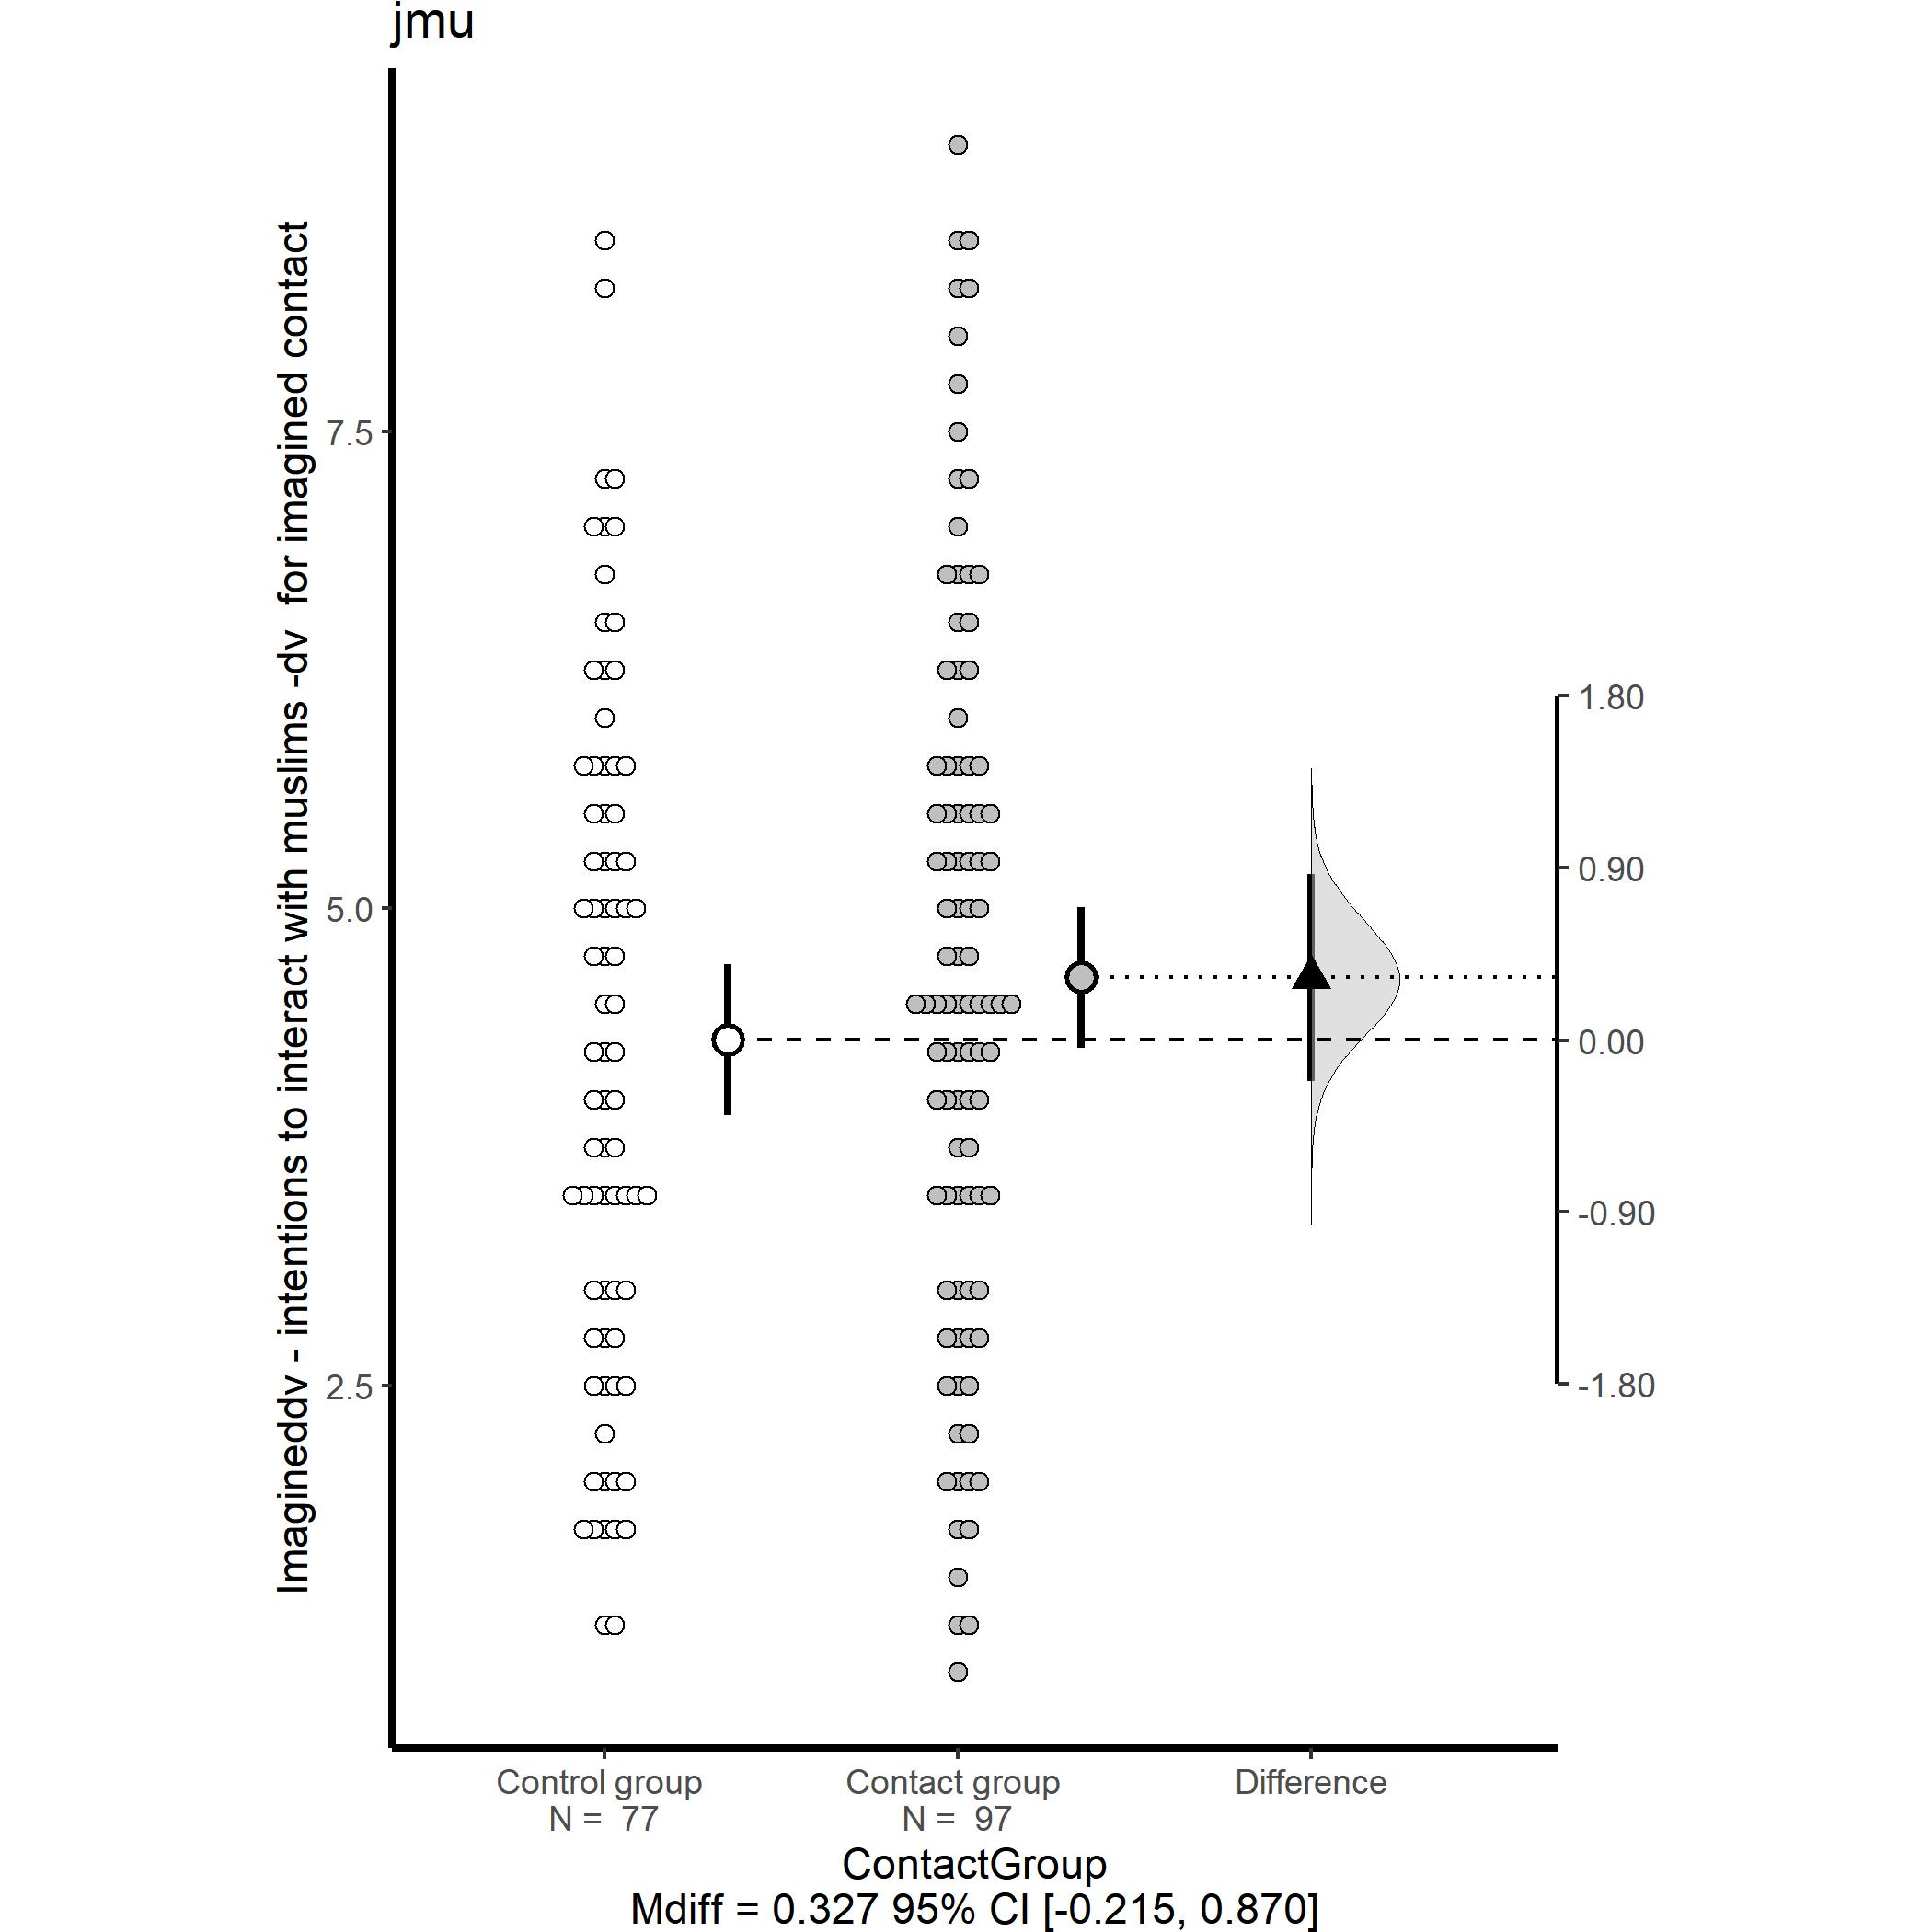 jmu
Imagineddv - intentions to interact with muslims -dv  for imagined contact
7.5
5.0
2.5
1.80
0.90
0.00
-0.90
-1.80
Control group
N =  77
Contact group
N =  97
Difference
ContactGroup
Mdiff = 0.327 95% CI [-0.215, 0.870]